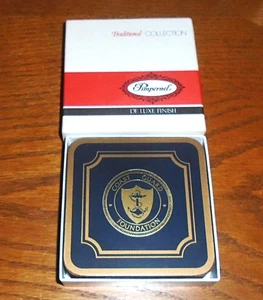 Traditional COLLECTION
Pimpernel
DE LUXE FINISH
COAST GUARD
FOUNDATION